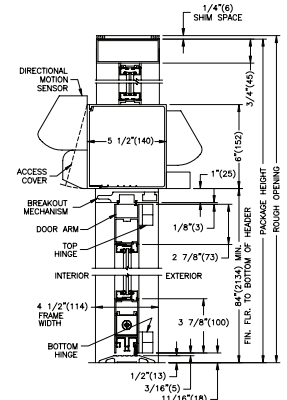 1/4"(6)
SHIM SPACE
DIRECTIONAL
MOTION
SENSOR
3/4"(45)
5 1/2"(140)
6"(152)
ACCESS
COVER
1"(25)
BREAKOUT
MECHANISM
1/8"(3)
DOOR ARM
TOP
HINGE
2 7/8"(73)
INTERIOR
EXTERIOR
4 1/2"(114)
FRAME
WIDTH
3 7/8"(100)
BOTTOM
HINGE
1/2"(13)
3/16"(5)
11/16"(18)
84"(2134) MIN.
FIN. FLR. TO BOTTOM OF HEADER
PACKAGE HEIGHT
ROUGH OPENING